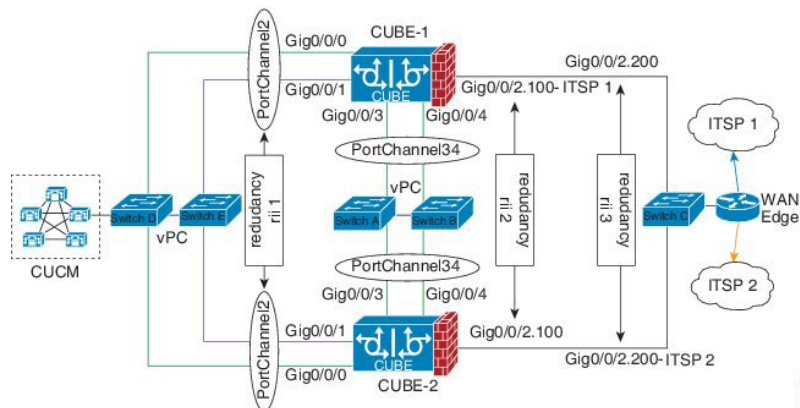 CUBE-1
PortChannel2
Gig0/0/0
Gig0/0/1
CUBE
Gig0/0/2.200
Gig0/0/2.100-ITSP 1
Gig0/0/3
Gig0/0/4
PortChannel34
ITSP 1
redudancy
rii 1
redudancy
rii 2
redudancy
rii 3
vPC
Switch D
Switch E
vPC
Switch A
Switch B
Switch C
WAN
Edge
CUCM
PortChannel34
ITSP 2
Gig0/0/3
Gig0/0/4
PortChannel2
Gig0/0/1
Gig0/0/0
CUBE
Gig0/0/2.100
Gig0/0/2.200-ITSP 2
CUBE-2